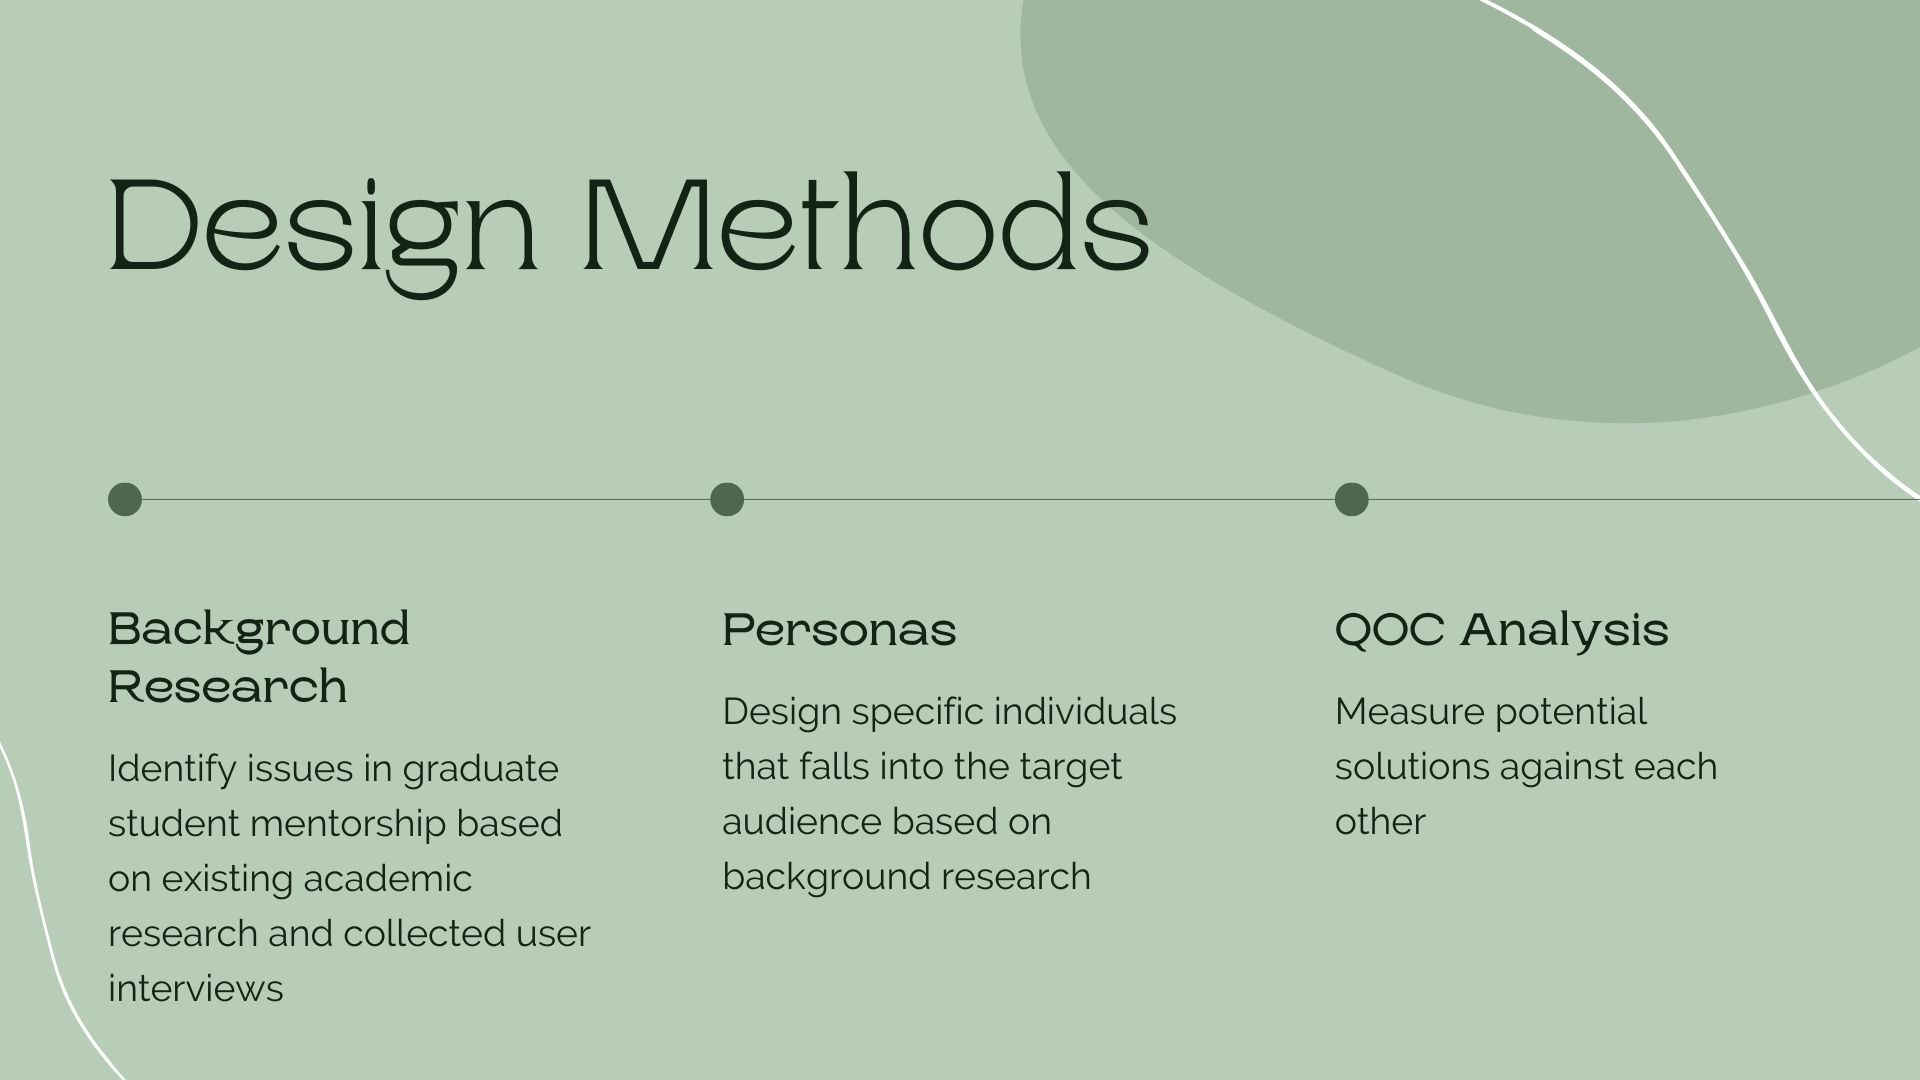 Design Methods
Background
Research
Identify issues in graduate
student mentorship based
on existing academic
research and collected user
interviews
Personas
Design specific individuals
that falls into the target
audience based on
background research
QOC Analysis
Measure potential
solutions against each
other